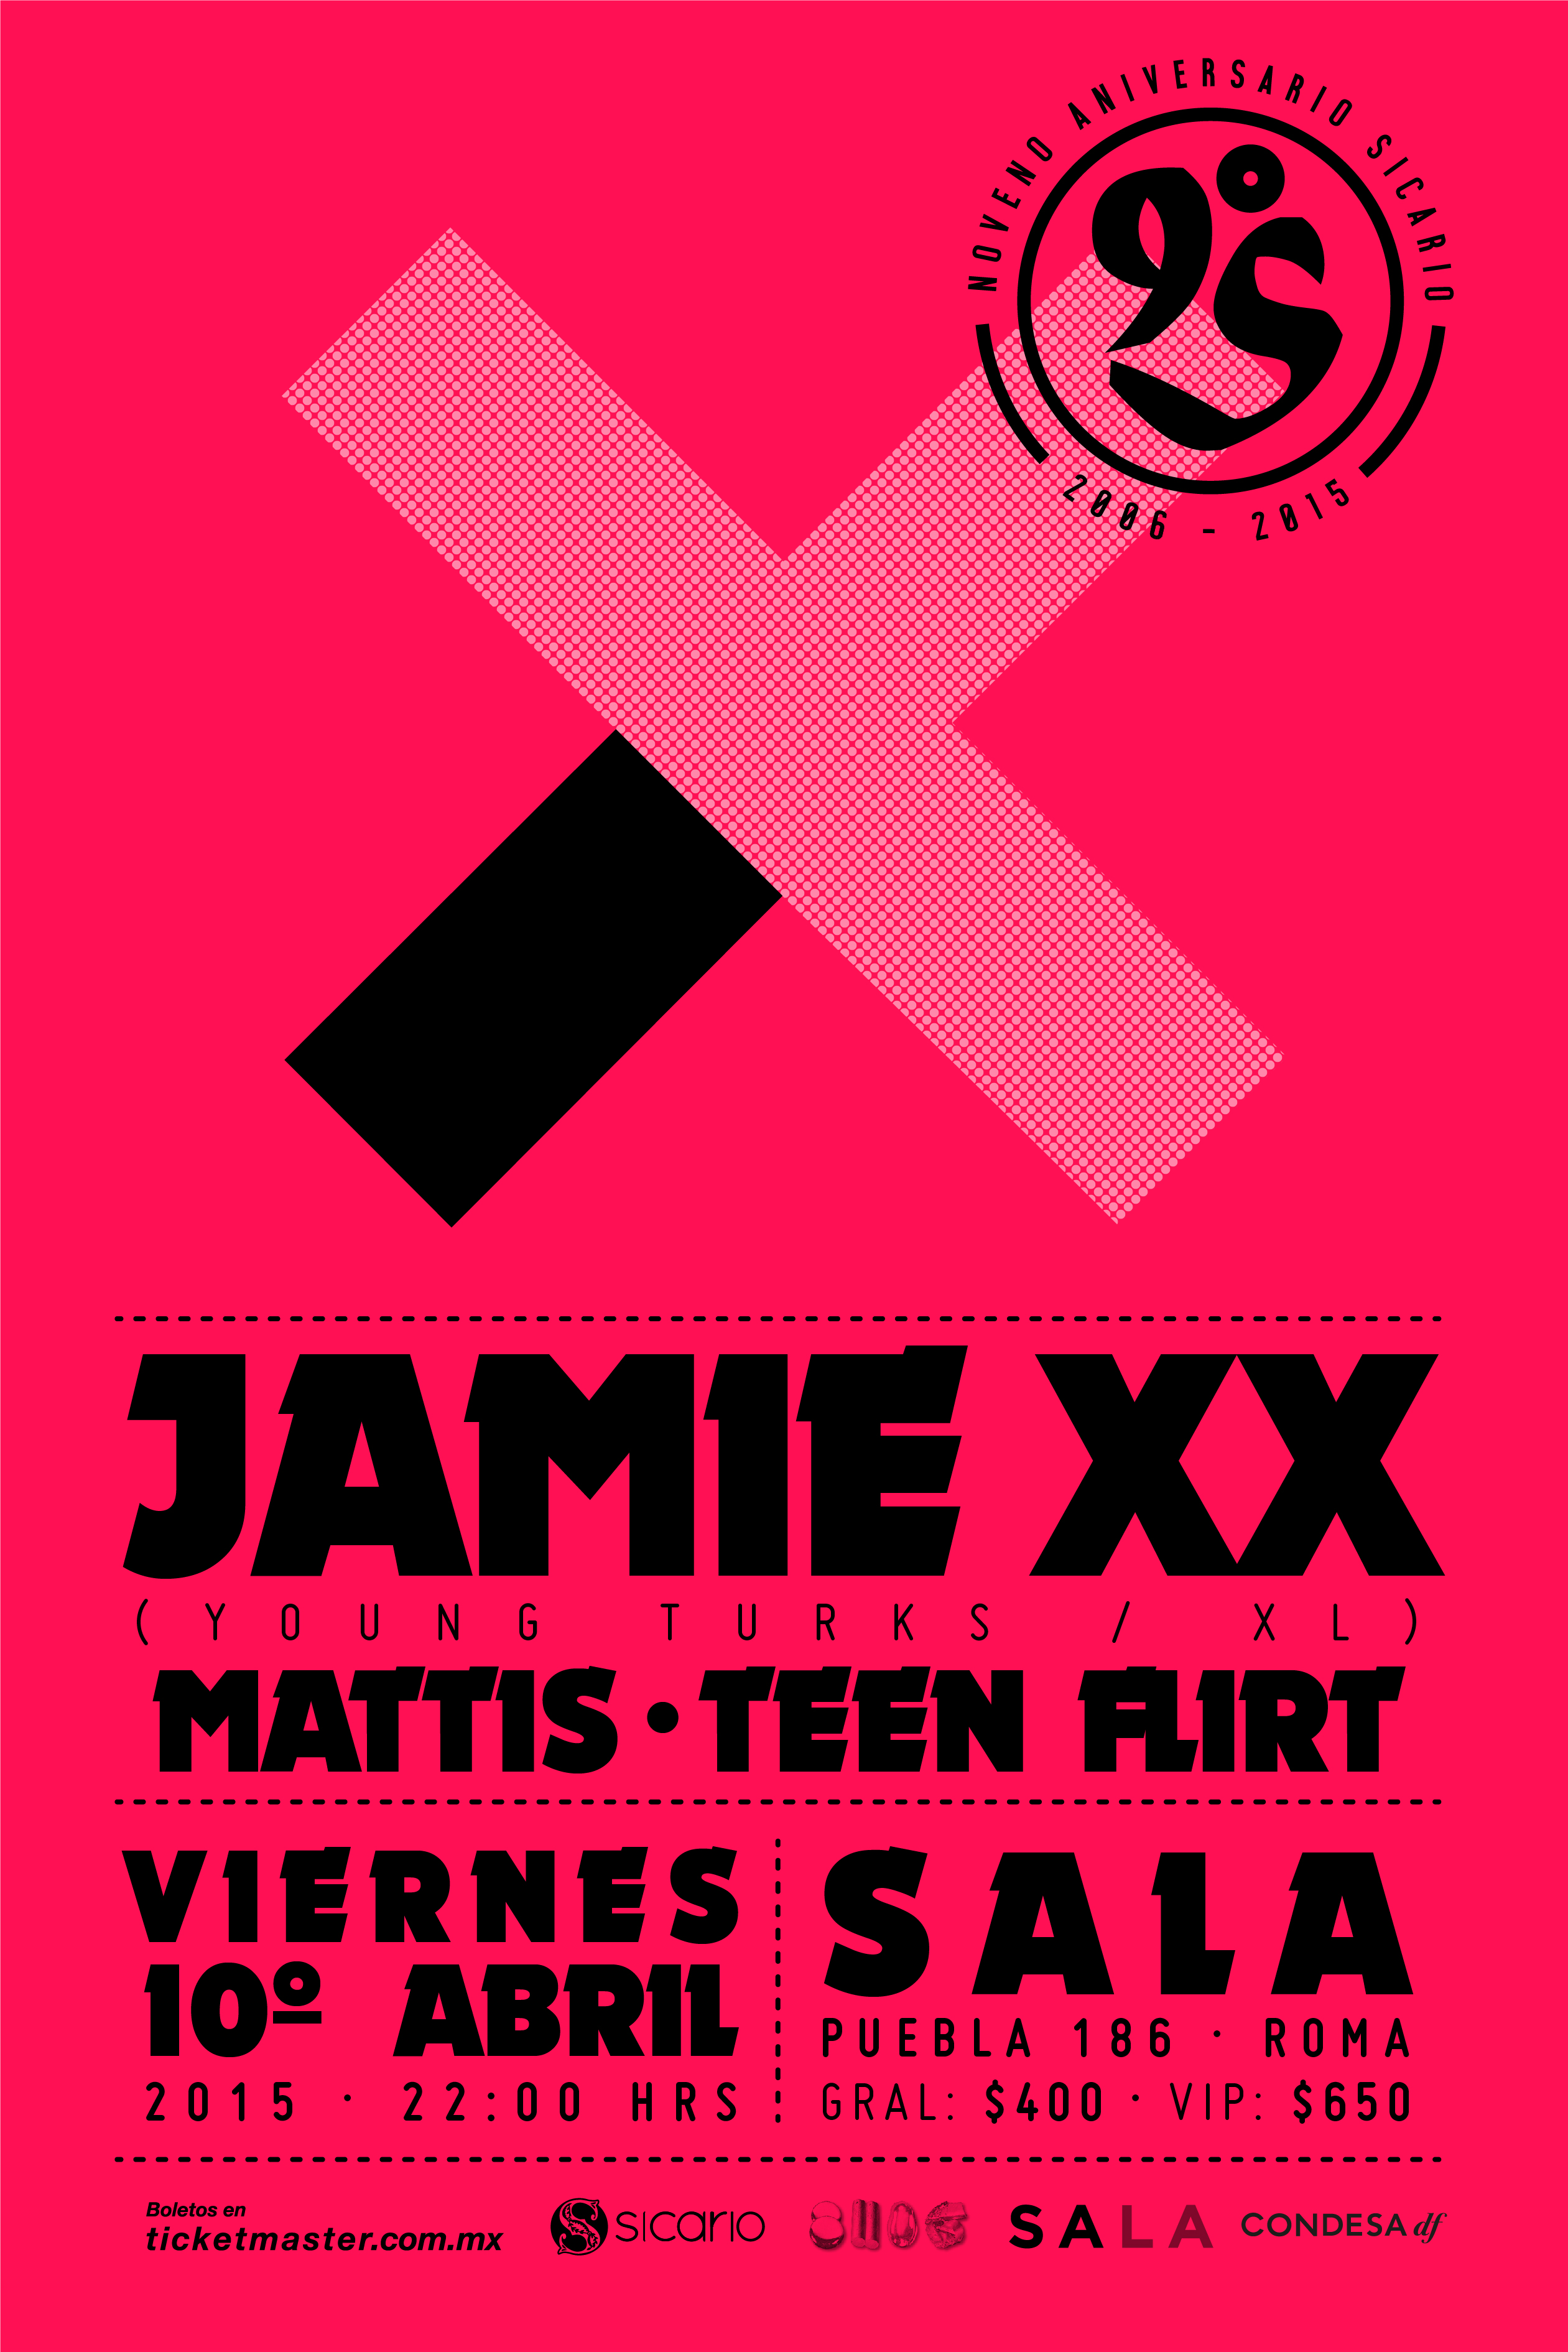 NOVENO ANIVERSARIO SICARIO
9º S
2006 - 2015
JAMIE XX
(YOUNG TURKS / XL)
MATTIS · TEEN FLIRT
VIERNES
10º ABRIL
2015 · 22:00 HRS
SALA
PUEBLA 186 · ROMA
GRAL: $400 · VIP: $650
Boletos en
ticketmaster.com.mx
S sicario
SALA
CONDESA df